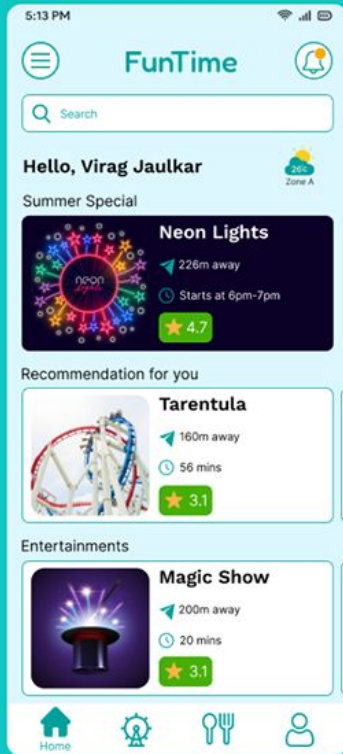 5:13 PM
FunTime
Search
Hello, Virag Jaulkar
26c
Zone A
Summer Special
neon
lights
Neon Lights
226m away
Starts at 6pm-7pm
4.7
Recommendation for you
Tarentula
160m away
56 mins
3.1
Entertainments
Magic Show
200m away
20 mins
3.1
Home